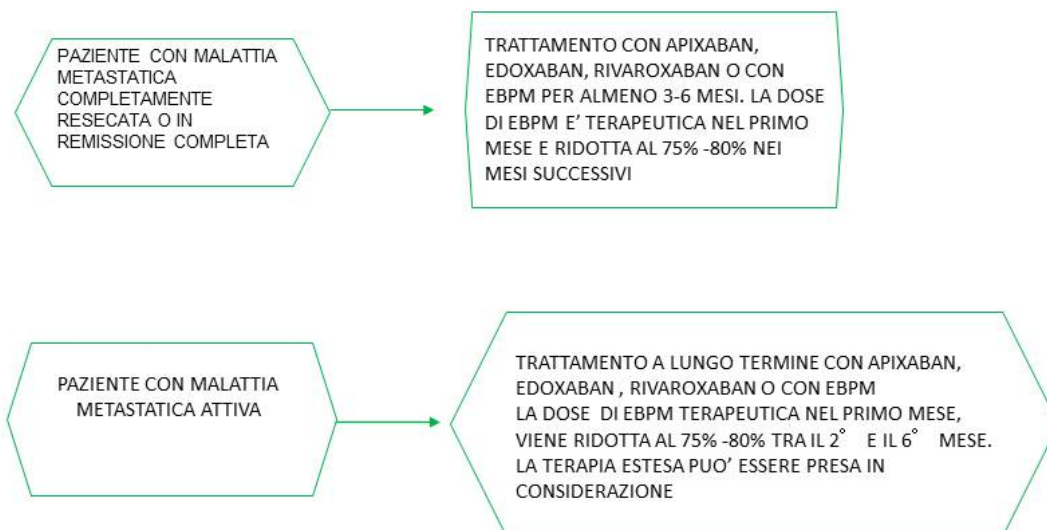 PAZIENTE CON MALATTIA
METASTATICA
COMPLETAMENTE
RESECATA O IN
REMISSIONE COMPLETA
TRATTAMENTO CON APIXABAN,
EDOXABAN, RIVAROXABAN O CON
EBPM PER ALMENO 3-6 MESI. LA DOSE
DI EBPM E’ TERAPEUTICA NEL PRIMO
MESE E RIDOTTA AL 75% -80% NEI
MESI SUCCESSIVI
PAZIENTE CON MALATTIA
METASTATICA ATTIVA
TRATTAMENTO A LUNGO TERMINE CON APIXABAN,
EDOXABAN , RIVAROXABAN O CON EBPM
LA DOSE DI EBPM TERAPEUTICA NEL PRIMO MESE,
VIENE RIDOTTA AL 75% -80% TRA IL 2° E IL 6° MESE.
LA TERAPIA ESTESA PUO’ ESSERE PRESA IN
CONSIDERAZIONE